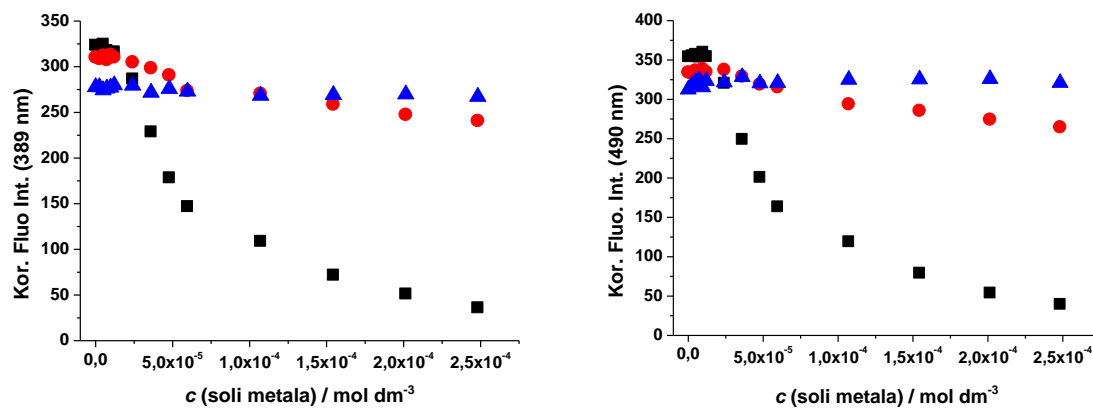 Kor. Fluo Int. (389 nm)
350
300
250
200
150
100
50
0
0,0 5,0x10⁻⁵ 1,0x10⁻⁴ 1,5x10⁻⁴ 2,0x10⁻⁴ 2,5x10⁻⁴
c (soli metala) / mol dm⁻³
Kor. Fluo. Int. (490 nm)
400
350
300
250
200
150
100
50
0
0,0 5,0x10⁻⁵ 1,0x10⁻⁴ 1,5x10⁻⁴ 2,0x10⁻⁴ 2,5x10⁻⁴
c (soli metala) / mol dm⁻³